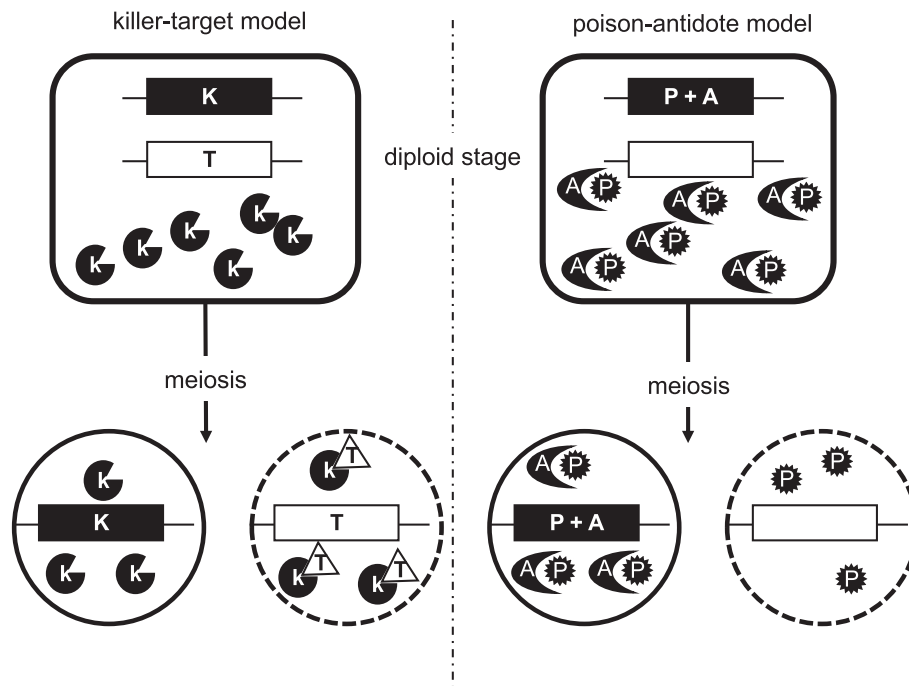 killer-target model
K
T
k
k
k
k
k
k
meiosis
k
K
k
k
k T
T
k T
k T
diploid stage
poison-antidote model
P + A
A P
A P
A P
A P
A P
A P
meiosis
A P
P + A
A P
A P
P
P
P